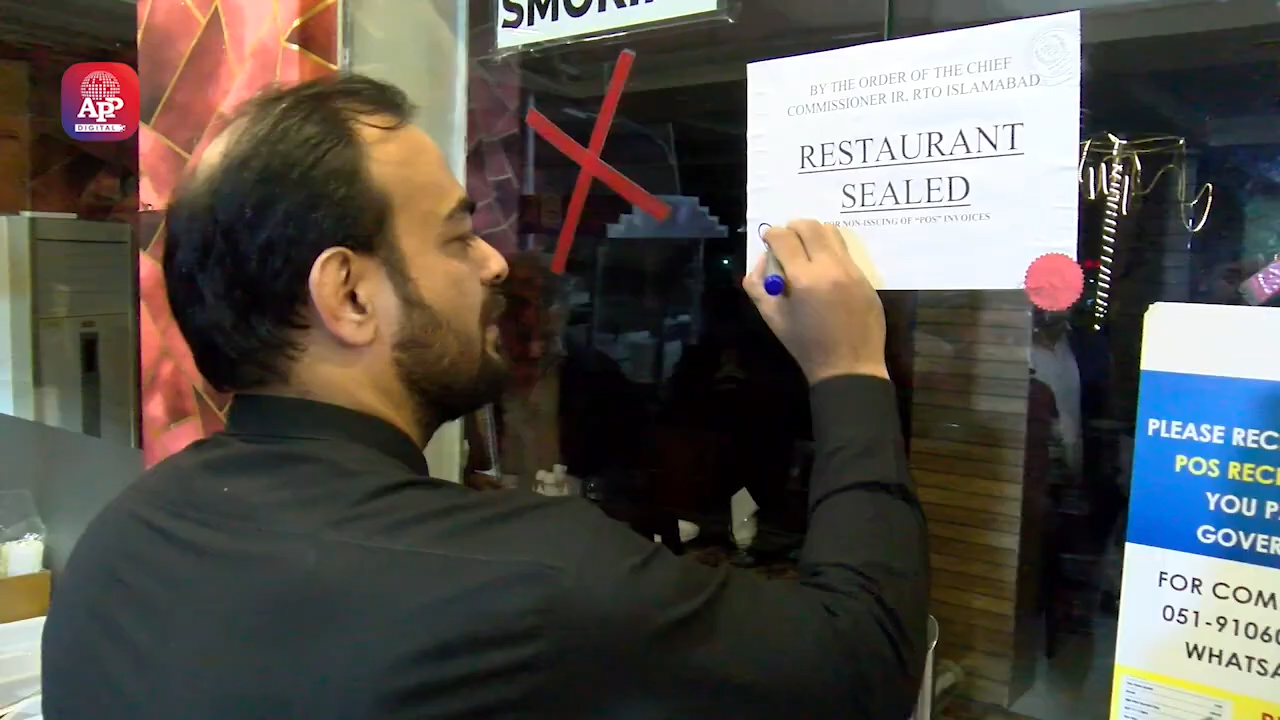 APP
DIGITAL
BY THE ORDER OF THE CHIEF
COMMISSIONER IR, RTO ISLAMABAD
RESTAURANT
SEALED
FOR NON-ISSUING OF "POS" INVOICES
PLEASE REC
POS RECE
YOU P
GOVER
FOR COM
051-9106
WHATSA